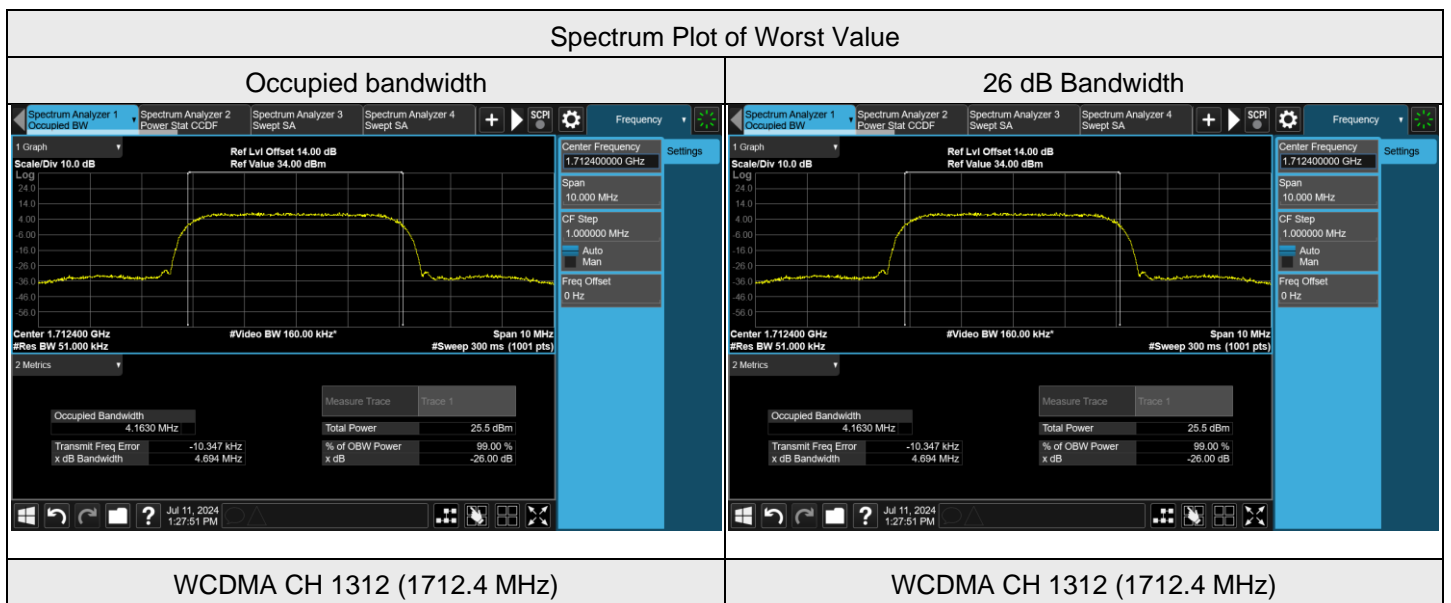 Spectrum Plot of Worst Value
Occupied bandwidth
26 dB Bandwidth
Spectrum Analyzer 1
Occupied BW
Spectrum Analyzer 2
Power Stat CCDF
Spectrum Analyzer 3
Swept SA
Spectrum Analyzer 4
Swept SA
SCPI
Frequency
1 Graph
Scale/Div 10.0 dB
Ref Lvl Offset 14.00 dB
Ref Value 34.00 dBm
Log
24.0
14.0
4.00
-6.00
-16.0
-26.0
-36.0
-46.0
-56.0
Center 1.712400 GHz
#Res BW 51.000 kHz
#Video BW 160.00 kHz*
Span 10 MHz
#Sweep 300 ms (1001 pts)
Center Frequency
1.712400000 GHz
Settings
Span
10.000 MHz
CF Step
1.000000 MHz
Auto
Man
Freq Offset
0 Hz
2 Metrics
Measure Trace Trace 1
Occupied Bandwidth
4.1630 MHz
Total Power 25.5 dBm
Transmit Freq Error -10.347 kHz
% of OBW Power 99.00 %
x dB Bandwidth 4.694 MHz
x dB -26.00 dB
?
Jul 11, 2024
1:27:51 PM
Spectrum Analyzer 1
Occupied BW
Spectrum Analyzer 2
Power Stat CCDF
Spectrum Analyzer 3
Swept SA
Spectrum Analyzer 4
Swept SA
SCPI
Frequency
1 Graph
Scale/Div 10.0 dB
Ref Lvl Offset 14.00 dB
Ref Value 34.00 dBm
Log
24.0
14.0
4.00
-6.00
-16.0
-26.0
-36.0
-46.0
-56.0
Center 1.712400 GHz
#Res BW 51.000 kHz
#Video BW 160.00 kHz*
Span 10 MHz
#Sweep 300 ms (1001 pts)
Center Frequency
1.712400000 GHz
Settings
Span
10.000 MHz
CF Step
1.000000 MHz
Auto
Man
Freq Offset
0 Hz
2 Metrics
Measure Trace Trace 1
Occupied Bandwidth
4.1630 MHz
Total Power 25.5 dBm
Transmit Freq Error -10.347 kHz
% of OBW Power 99.00 %
x dB Bandwidth 4.694 MHz
x dB -26.00 dB
?
Jul 11, 2024
1:27:51 PM
WCDMA CH 1312 (1712.4 MHz)
WCDMA CH 1312 (1712.4 MHz)